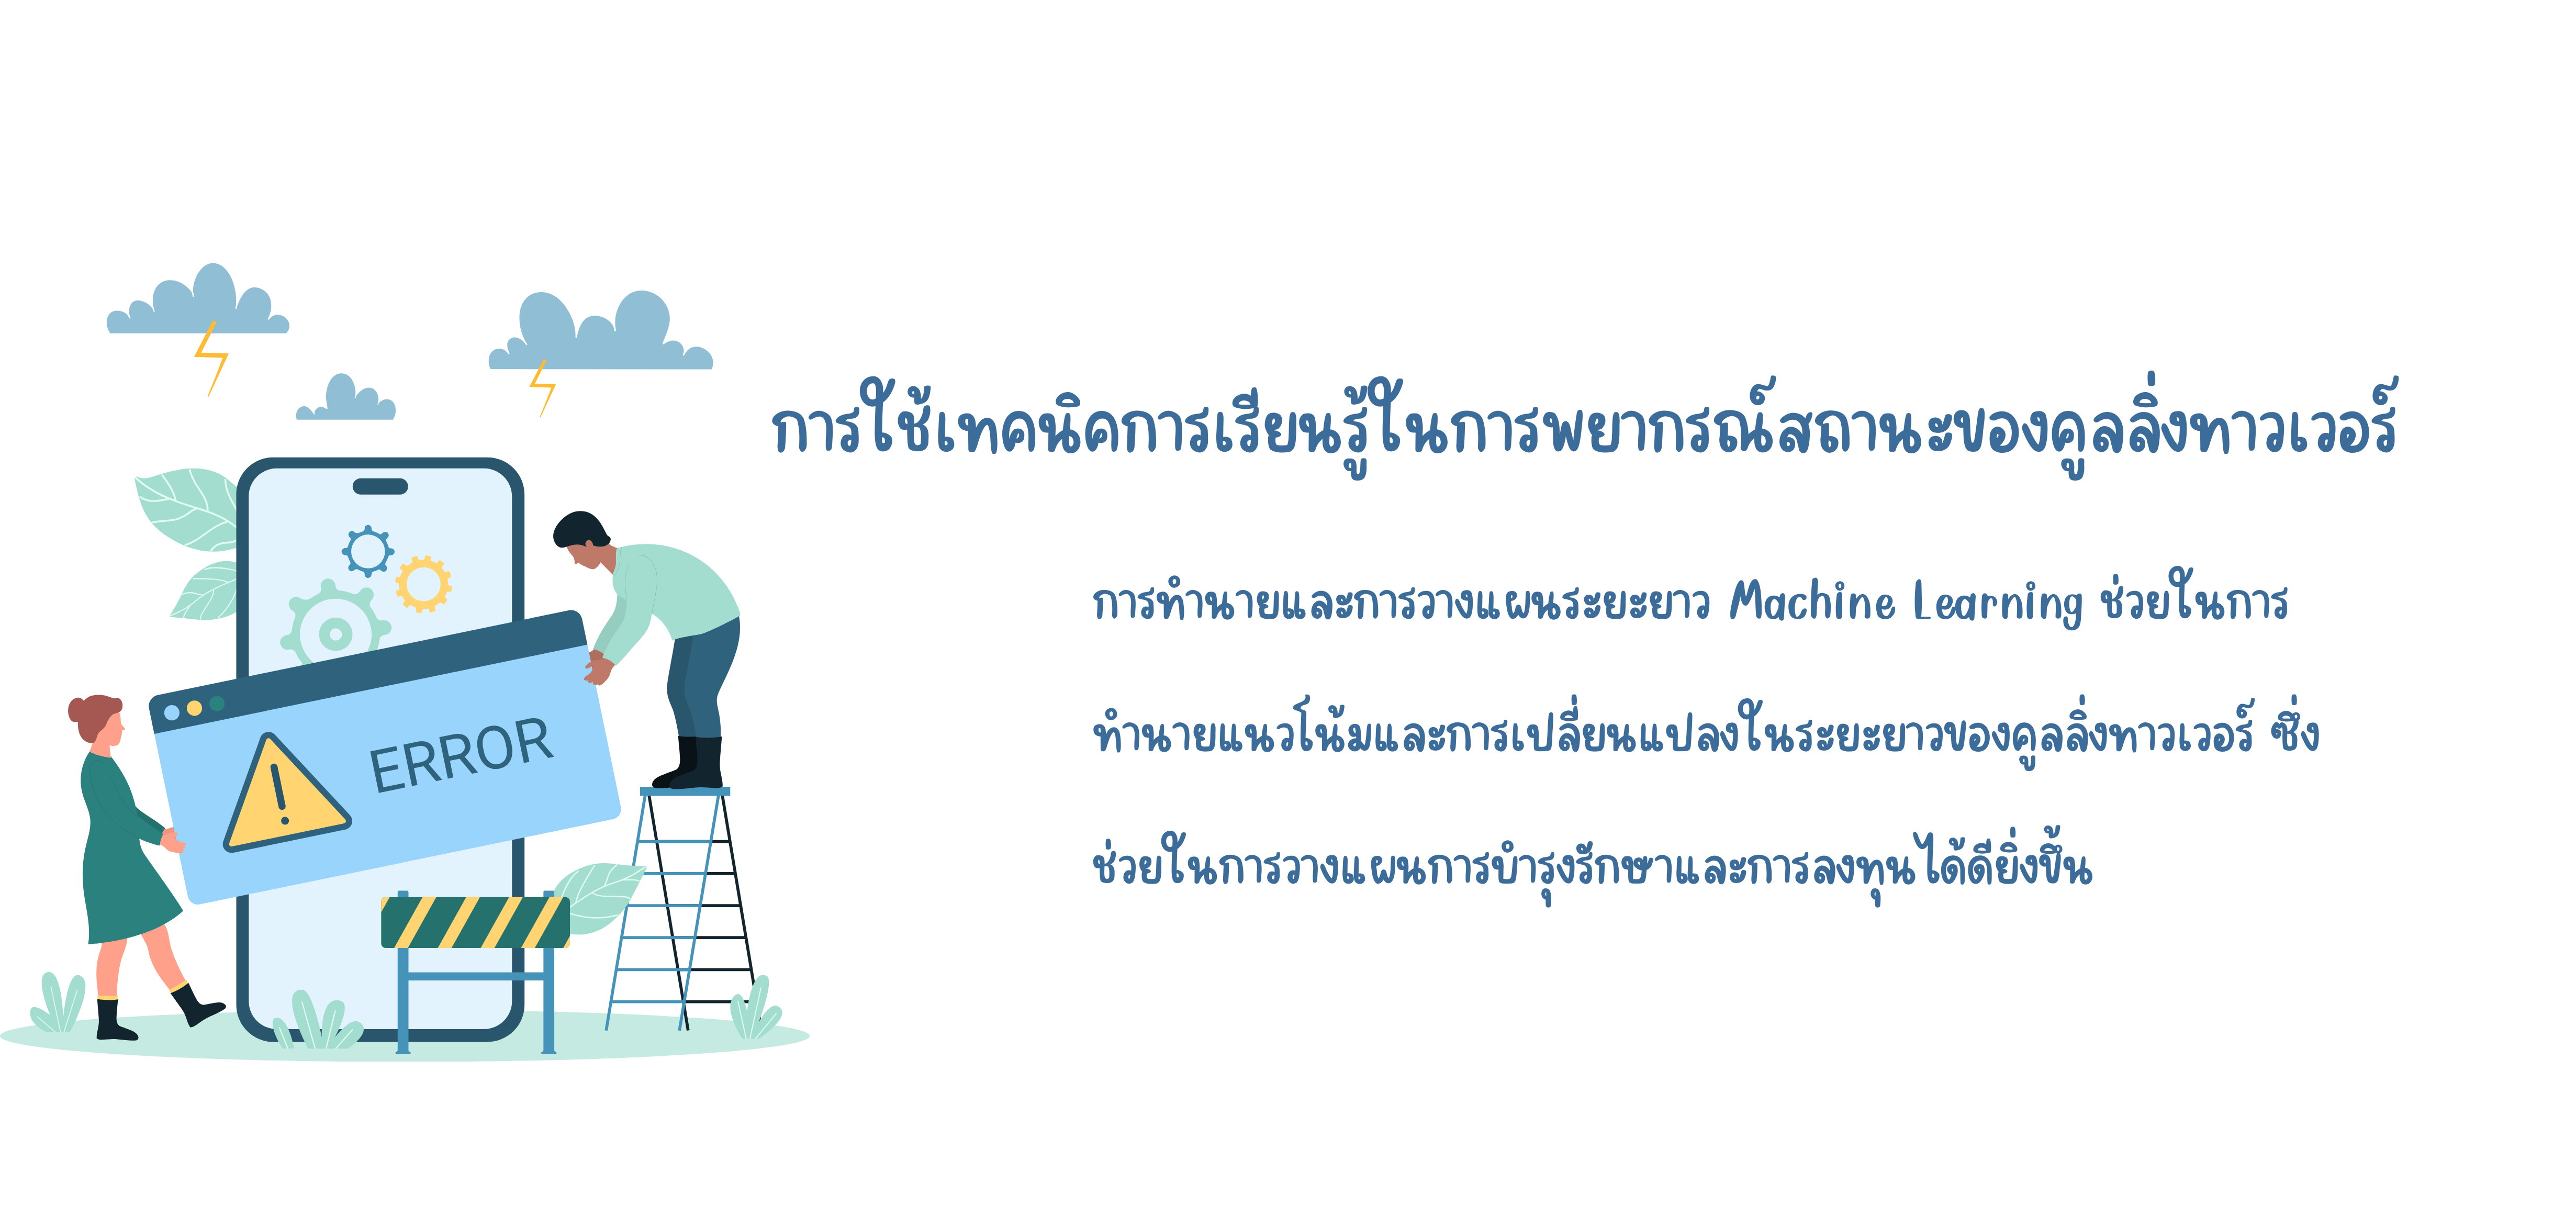 การใช้เทคนิคการเรียนรู้ในการพยากรณ์สถานะของคูลลิ่งทาวเวอร์
การทำนายและการวางแผนระยะยาว Machine Learning ช่วยในการ
ทำนายแนวโน้มและการเปลี่ยนแปลงในระยะยาวของคูลลิ่งทาวเวอร์ ซึ่ง
ช่วยในการวางแผนการบำรุงรักษาและการลงทุนได้ดียิ่งขึ้น
ERROR